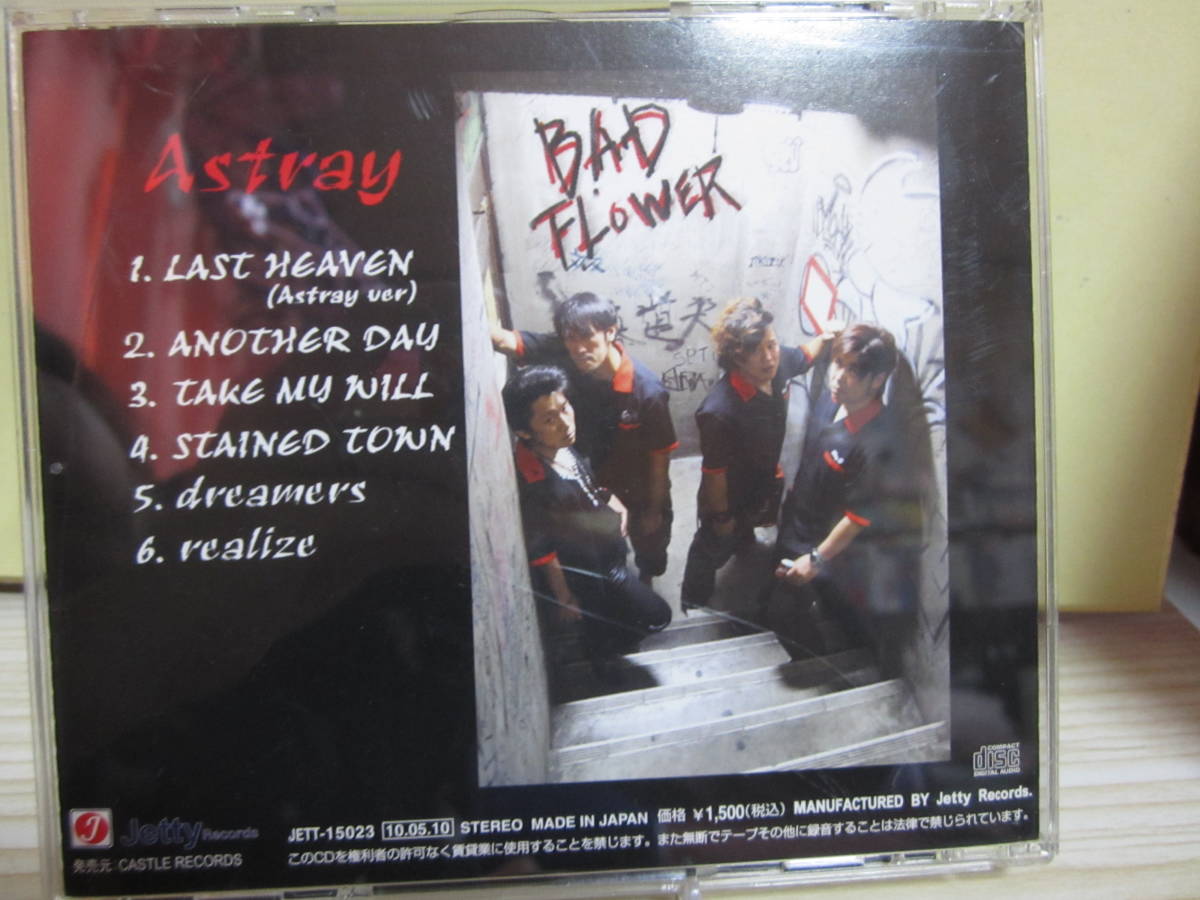 Astray
1. LAST HEAVEN
(Astray ver)
2. ANOTHER DAY
3. TAKE MY WILL
4. STAINED TOWN
5. dreamers
6. realize
BAD
FLOWER
COMPACT
disc
DIGITAL AUDIO
J Jetty Records
発売元 CASTLE RECORDS
JETT-15023 10.05.10 STEREO MADE IN JAPAN 価格 ¥1,500(税込) MANUFACTURED BY Jetty Records.
このCDを権利者の許可なく賃貸業に使用することを禁じます。また無断でテープその他に録音することは法律で禁じられています。